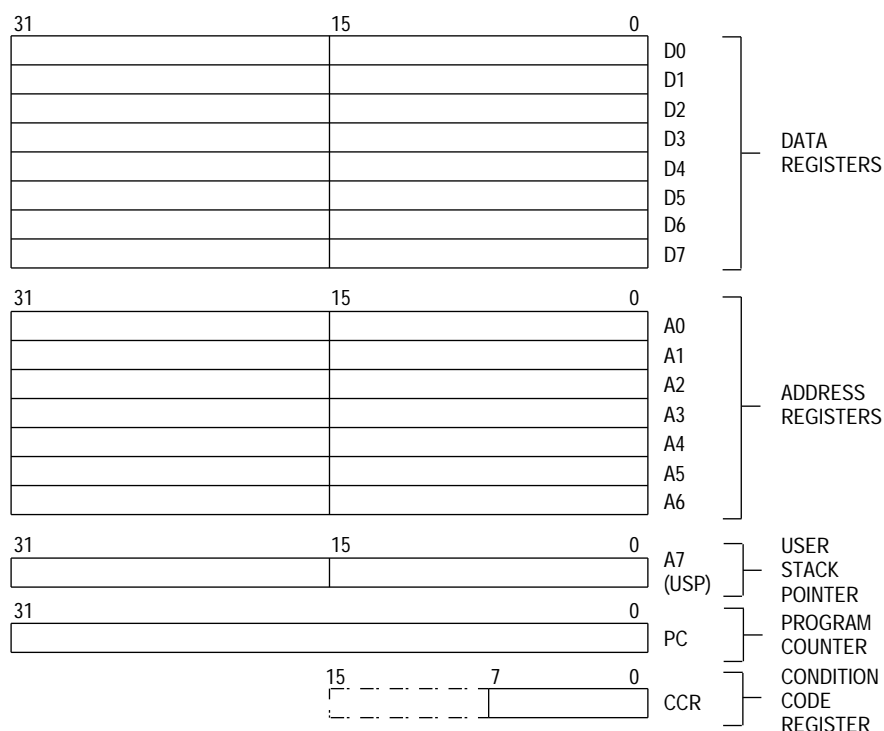 31 15 0
D0
D1
D2
D3
D4
D5
D6
D7
DATA
REGISTERS
31 15 0
A0
A1
A2
A3
A4
A5
A6
ADDRESS
REGISTERS
31 15 0
A7
(USP)
USER
STACK
POINTER
31 0
PC
PROGRAM
COUNTER
15 7 0
CCR
CONDITION
CODE
REGISTER